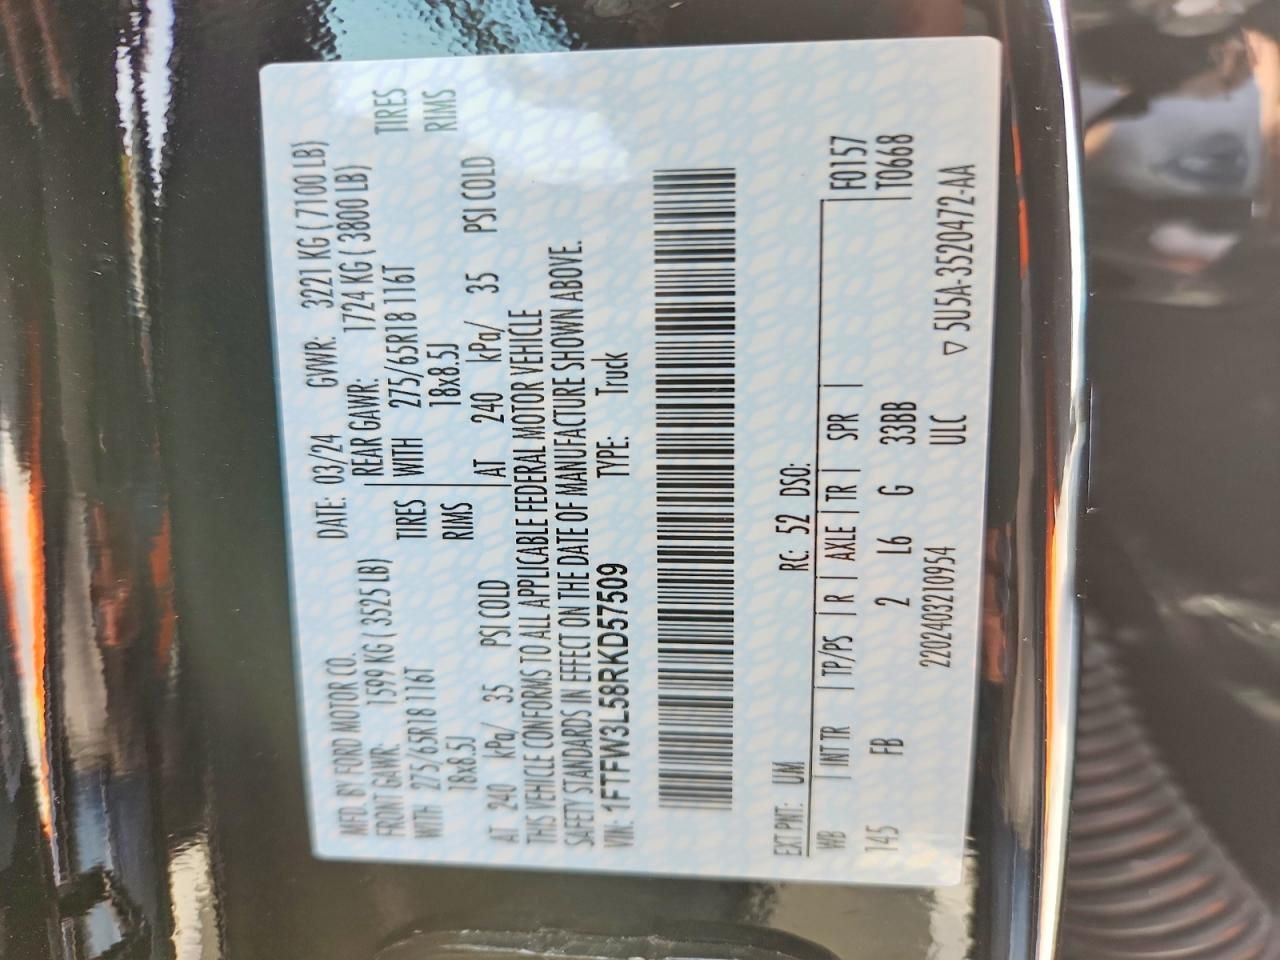 MFD. BY FORD MOTOR CO.
DATE: 03/24 GVWR: 3221 KG ( 7100 LB)
FRONT GAWR: 1599 KG ( 3525 LB) REAR GAWR: 1724 KG ( 3800 LB)
WITH 275/65R18 116T TIRES WITH 275/65R18 116T TIRES
18x8.5J RIMS 18x8.5J RIMS
AT 240 kPa/ 35 PSI COLD AT 240 kPa/ 35 PSI COLD
THIS VEHICLE CONFORMS TO ALL APPLICABLE FEDERAL MOTOR VEHICLE
SAFETY STANDARDS IN EFFECT ON THE DATE OF MANUFACTURE SHOWN ABOVE.
VIN: 1FTFW3L58RKD57509 TYPE: Truck
EXT PNT: UM RC: 52 DSO:
WB | INT TR | TP/PS | R | AXLE | TR | SPR | F0157
145 FB 2 L6 G 33BB T0668
220240321 0954 ULC ▽ 5U5A-3520472-AA